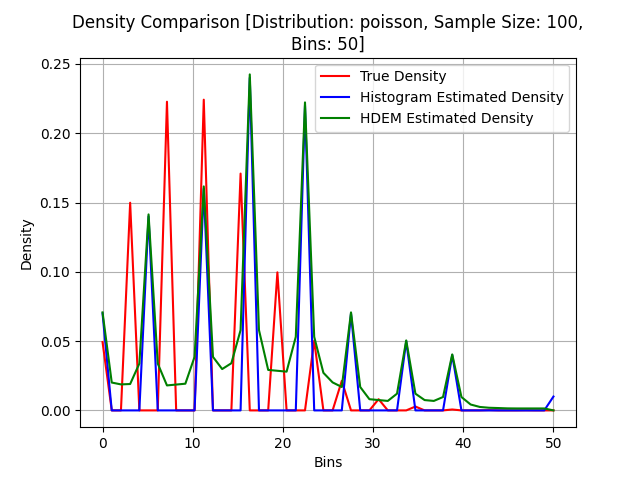 Density Comparison [Distribution: poisson, Sample Size: 100,
Bins: 50]
True Density
Histogram Estimated Density
HDEM Estimated Density
Density
0.25
0.20
0.15
0.10
0.05
0.00
0 10 20 30 40 50
Bins